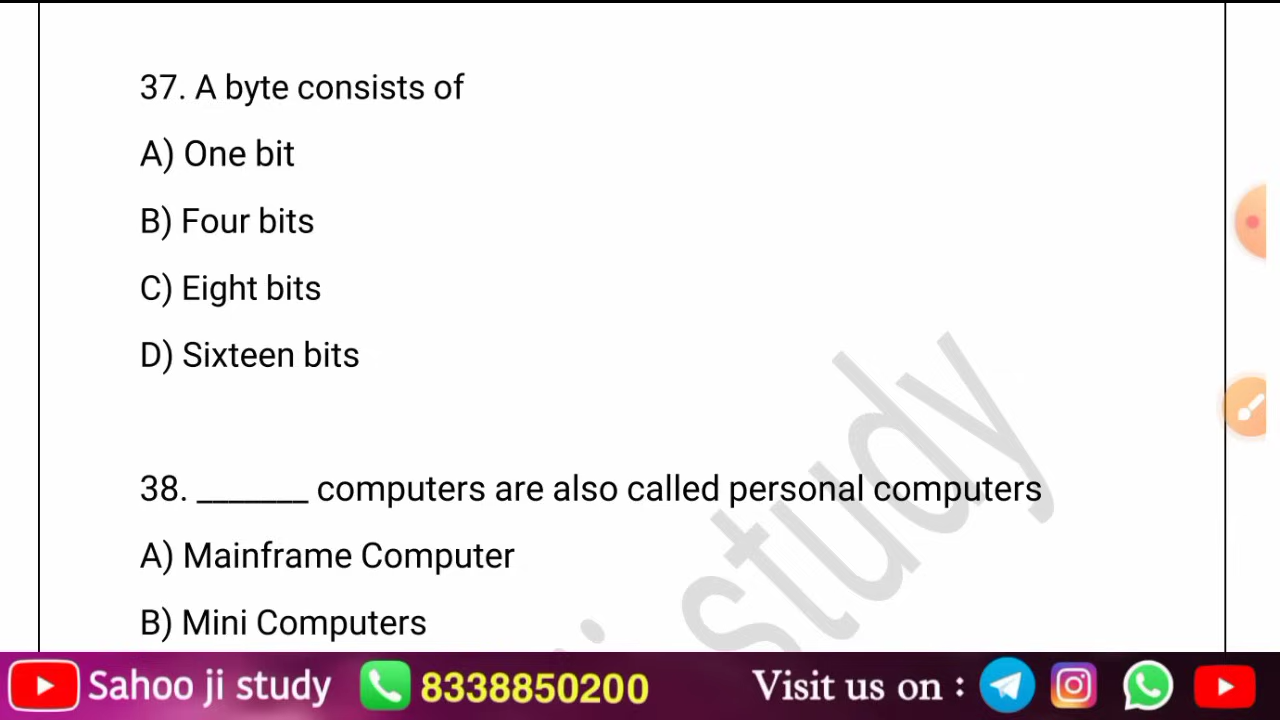 37. A byte consists of
A) One bit
B) Four bits
C) Eight bits
D) Sixteen bits
38. _______ computers are also called personal computers
A) Mainframe Computer
B) Mini Computers
study
Sahoo ji study 8338850200 Visit us on :